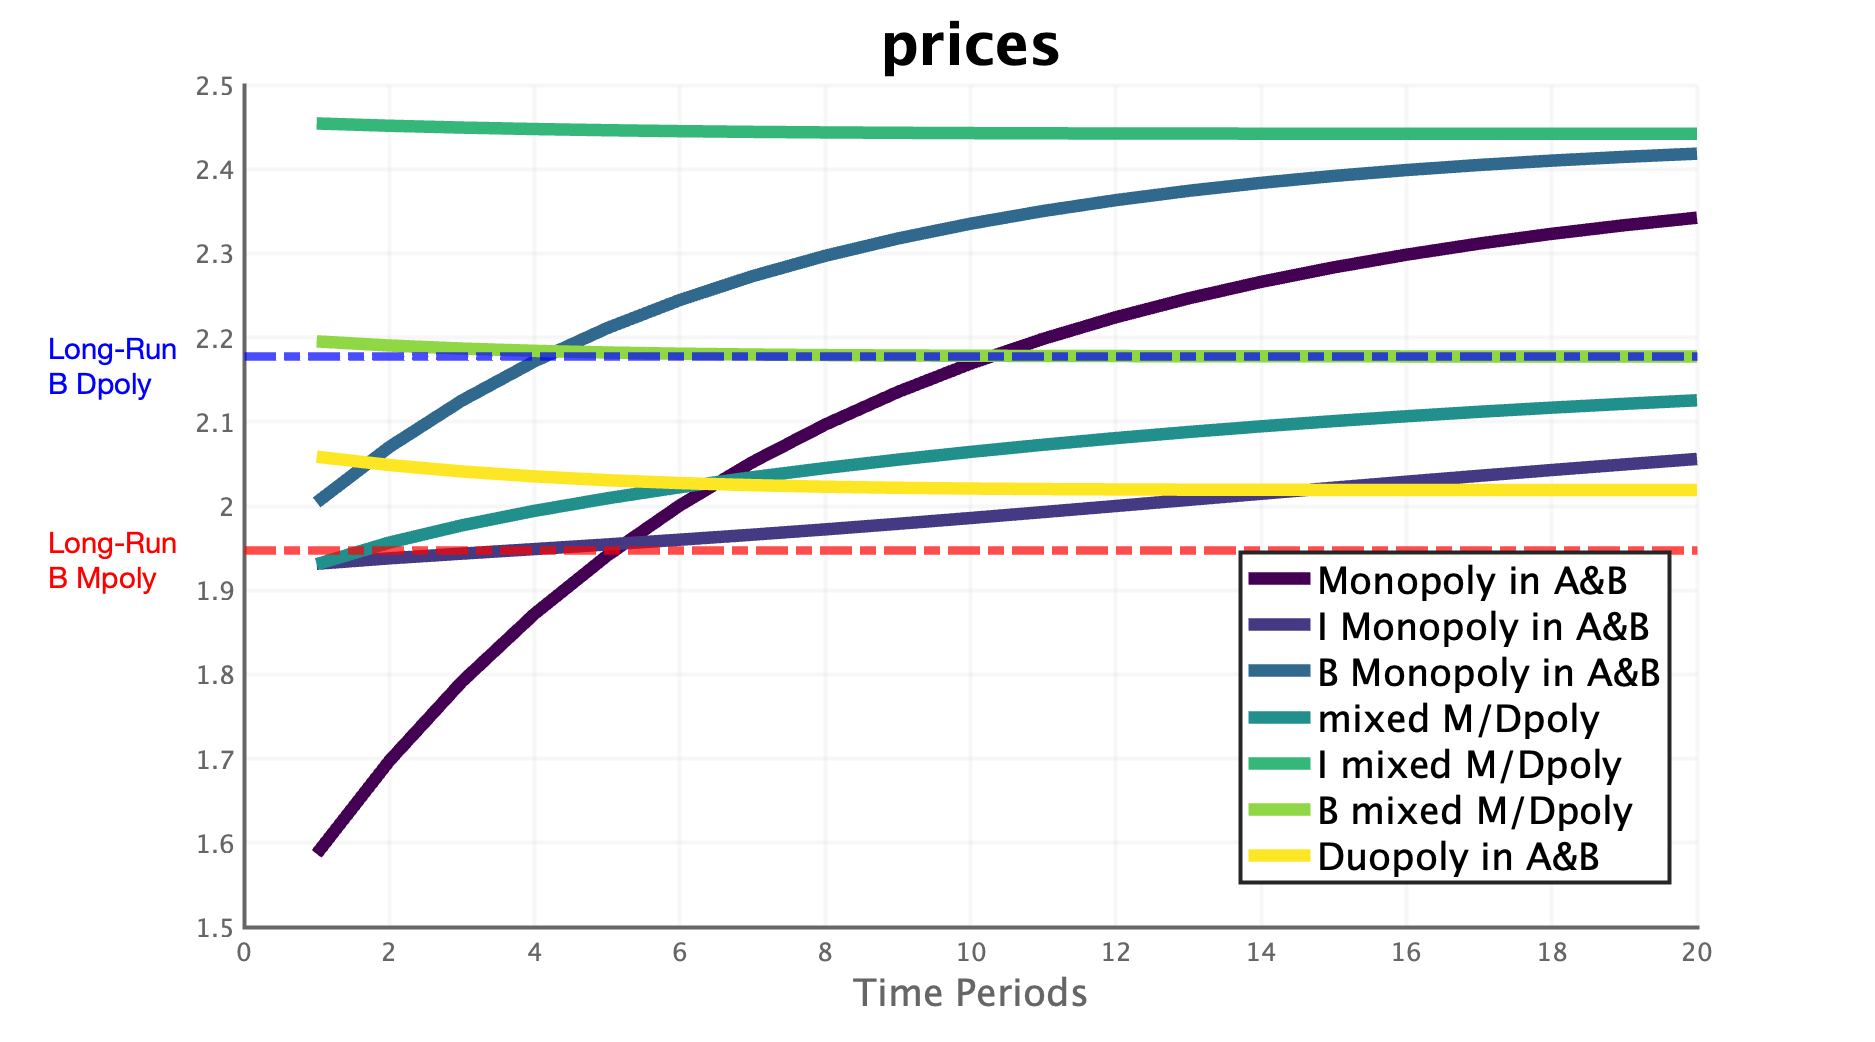 prices
2.5
2.4
2.3
2.2
Long-Run
B Dpoly
2.1
2
Long-Run
B Mpoly
1.9
1.8
1.7
1.6
1.5
Monopoly in A&B
I Monopoly in A&B
B Monopoly in A&B
mixed M/Dpoly
I mixed M/Dpoly
B mixed M/Dpoly
Duopoly in A&B
0 2 4 6 8 10 12 14 16 18 20
Time Periods